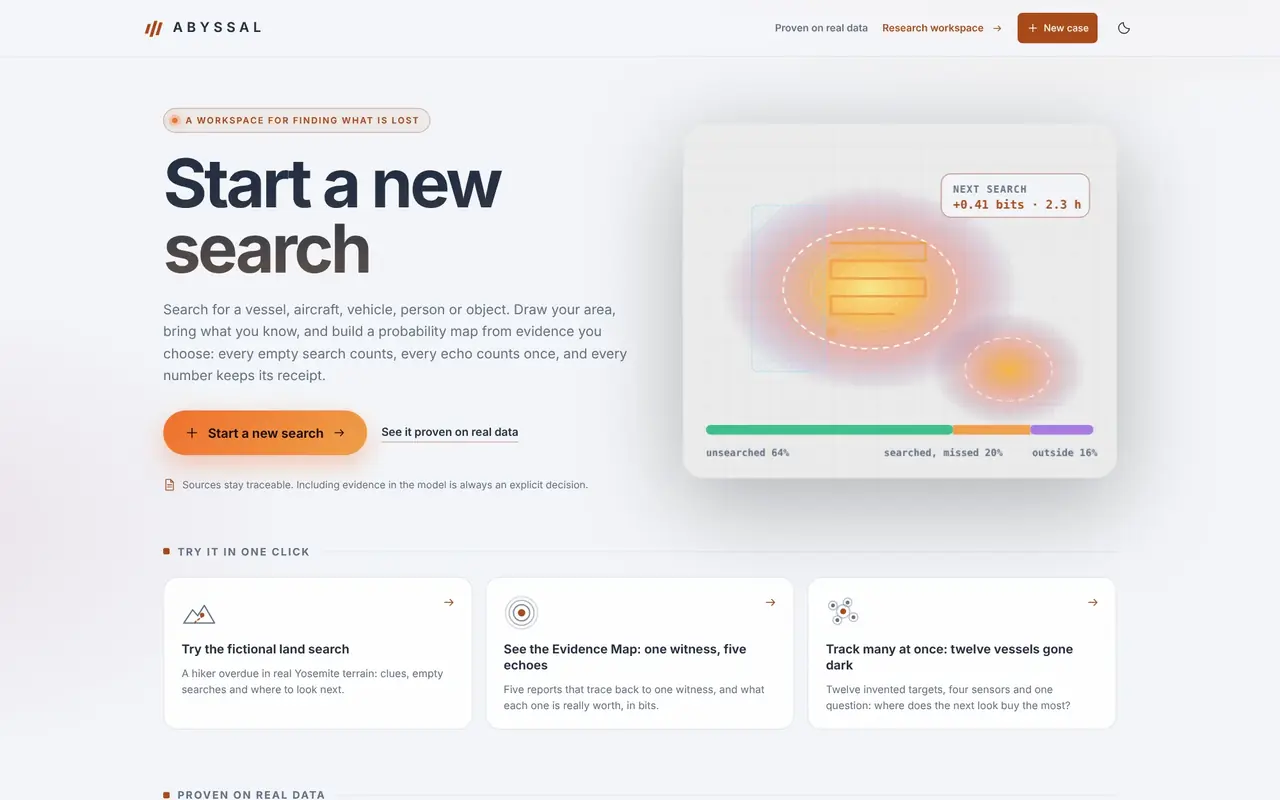 ABYSSAL
Proven on real data
Research workspace →
+ New case
A WORKSPACE FOR FINDING WHAT IS LOST
Start a new
search
Search for a vessel, aircraft, vehicle, person or object. Draw your area,
bring what you know, and build a probability map from evidence you
choose: every empty search counts, every echo counts once, and every
number keeps its receipt.
+ Start a new search →
See it proven on real data
Sources stay traceable. Including evidence in the model is always an explicit decision.
NEXT SEARCH
+0.41 bits · 2.3 h
unsearched 64%
searched, missed 20%
outside 16%
TRY IT IN ONE CLICK
Try the fictional land search
A hiker overdue in real Yosemite terrain: clues, empty
searches and where to look next.
See the Evidence Map: one witness, five
echoes
Five reports that trace back to one witness, and what
each one is really worth, in bits.
Track many at once: twelve vessels gone
dark
Twelve invented targets, four sensors and one
question: where does the next look buy the most?
PROVEN ON REAL DATA